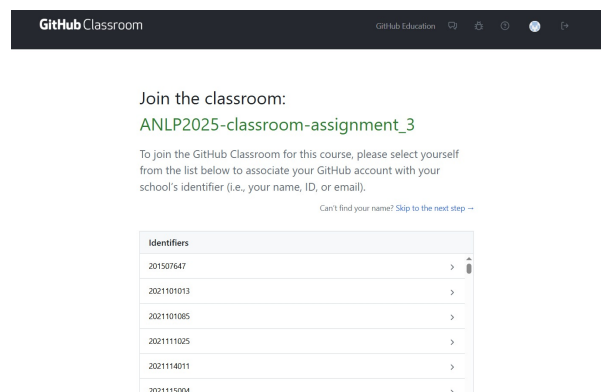 GitHub Classroom
GitHub Education
Join the classroom:
ANLP2025-classroom-assignment_3
To join the GitHub Classroom for this course, please select yourself
from the list below to associate your GitHub account with your
school's identifier (i.e., your name, ID, or email).
Can't find your name? Skip to the next step →
Identifiers
201507647
2021101013
2021101085
2021111025
2021114011
2021115004